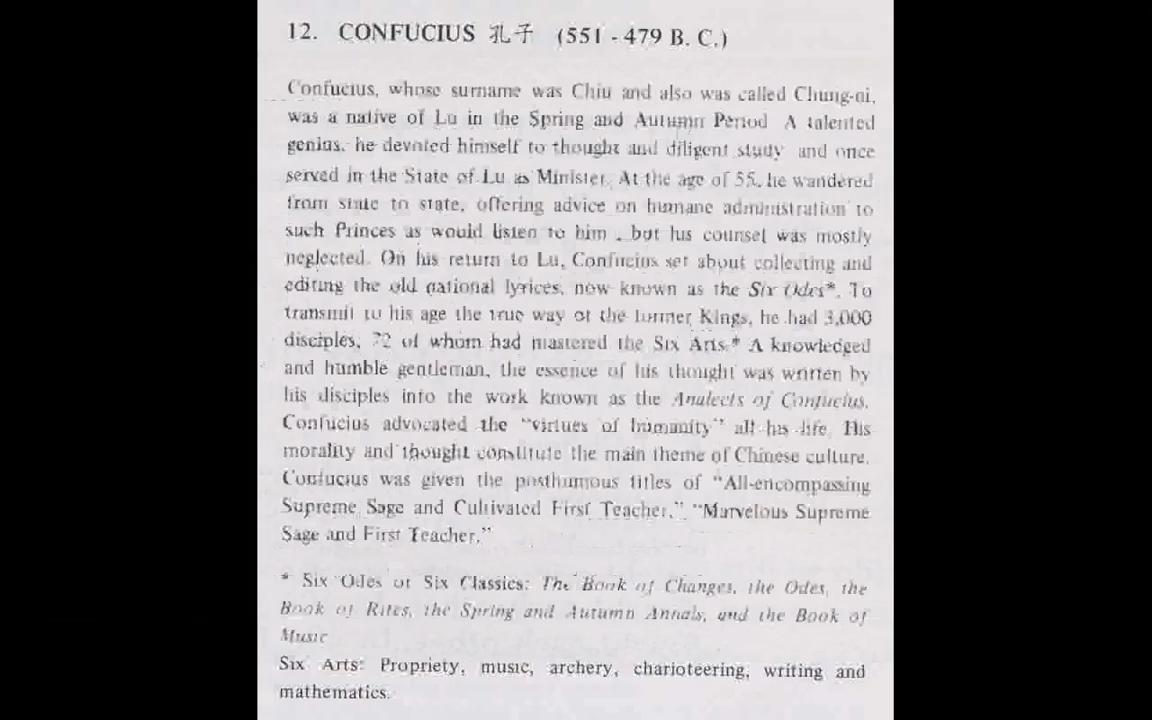 12. CONFUCIUS 孔子 (551 - 479 B. C.)
Confucius, whose surname was Chiu and also was called Chung-ni,
was a native of Lu in the Spring and Autumn Period A talented
genius, he devoted himself to thought and diligent study and once
served in the State of Lu as Minister. At the age of 55, he wandered
from state to state, offering advice on humane administration to
such Princes as would listen to him , but his counsel was mostly
neglected. On his return to Lu, Confucius set about collecting and
editing the old national lyrices, now known as the Six Odes*. To
transmit to his age the true way of the former Kings, he had 3,000
disciples, 72 of whom had mastered the Six Arts.* A knowledged
and humble gentleman, the essence of his thought was written by
his disciples into the work known as the Analects of Confucius.
Confucius advocated the "virtues of humanity" all his life. His
morality and thought constitute the main theme of Chinese culture.
Confucius was given the posthumous titles of "All-encompassing
Supreme Sage and Cultivated First Teacher," "Marvelous Supreme
Sage and First Teacher."
* Six Odes or Six Classics: The Book of Changes, the Odes, the
Book of Rites, the Spring and Autumn Annals, and the Book of
Music
Six Arts: Propriety, music, archery, charioteering, writing and
mathematics.